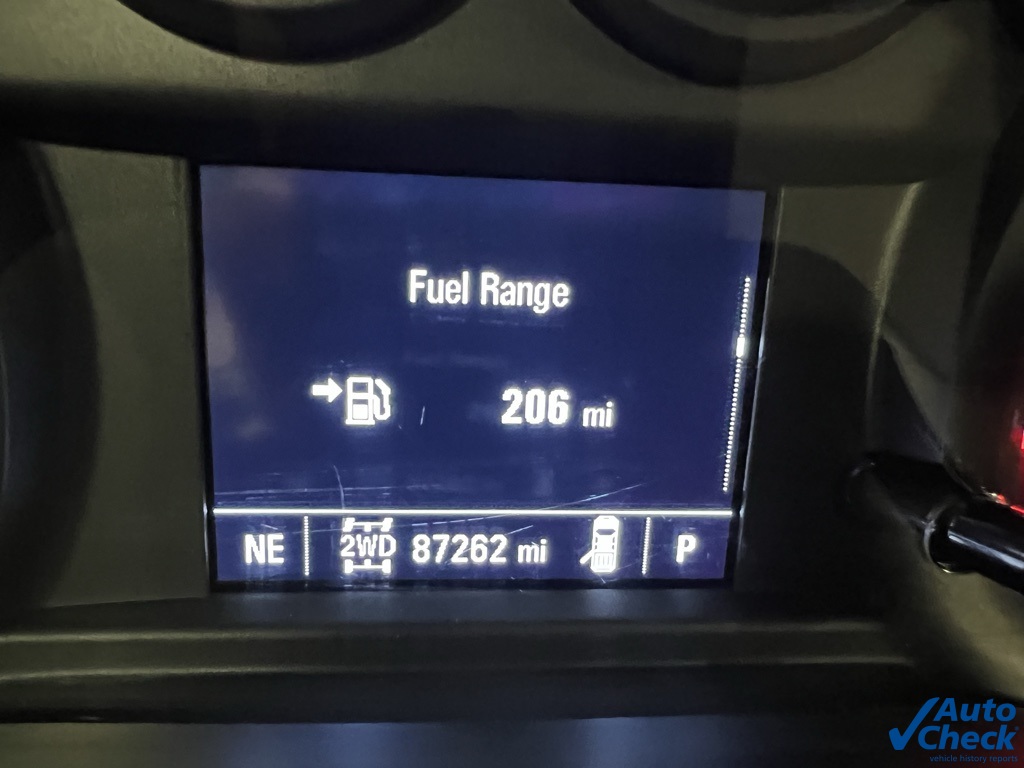 Fuel Range
206 mi
NE 2WD 87262 mi P
Auto
Check
vehicle history reports